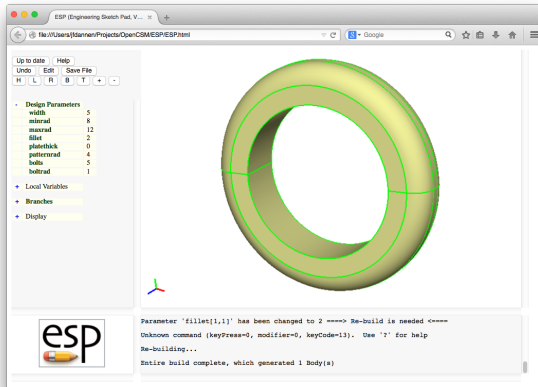 ESP (Engineering Sketch Pad, V... × +
file:///Users/jfdannen/Projects/OpenCSM/ESP/ESP.html Google
Up to date Help
Undo Edit Save File
H L R B T + -
- Design Parameters
width 5
minrad 8
maxrad 12
fillet 2
platethick 0
patternrad 4
bolts 5
boltrad 1
+ Local Variables
+ Branches
+ Display
esp
Parameter 'fillet[1,1]' has been changed to 2 ====> Re-build is needed <====
Unknown command (keyPress=0, modifier=0, keyCode=13). Use '?' for help
Re-building...
Entire build complete, which generated 1 Body(s)